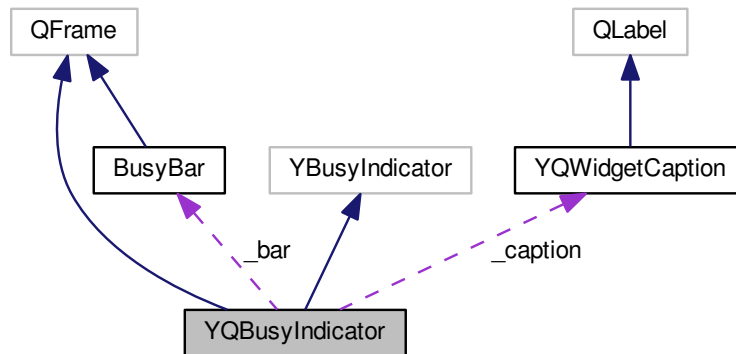 QFrame
QLabel
BusyBar
YBusyIndicator
YQWidgetCaption
_bar
_caption
YQBusyIndicator